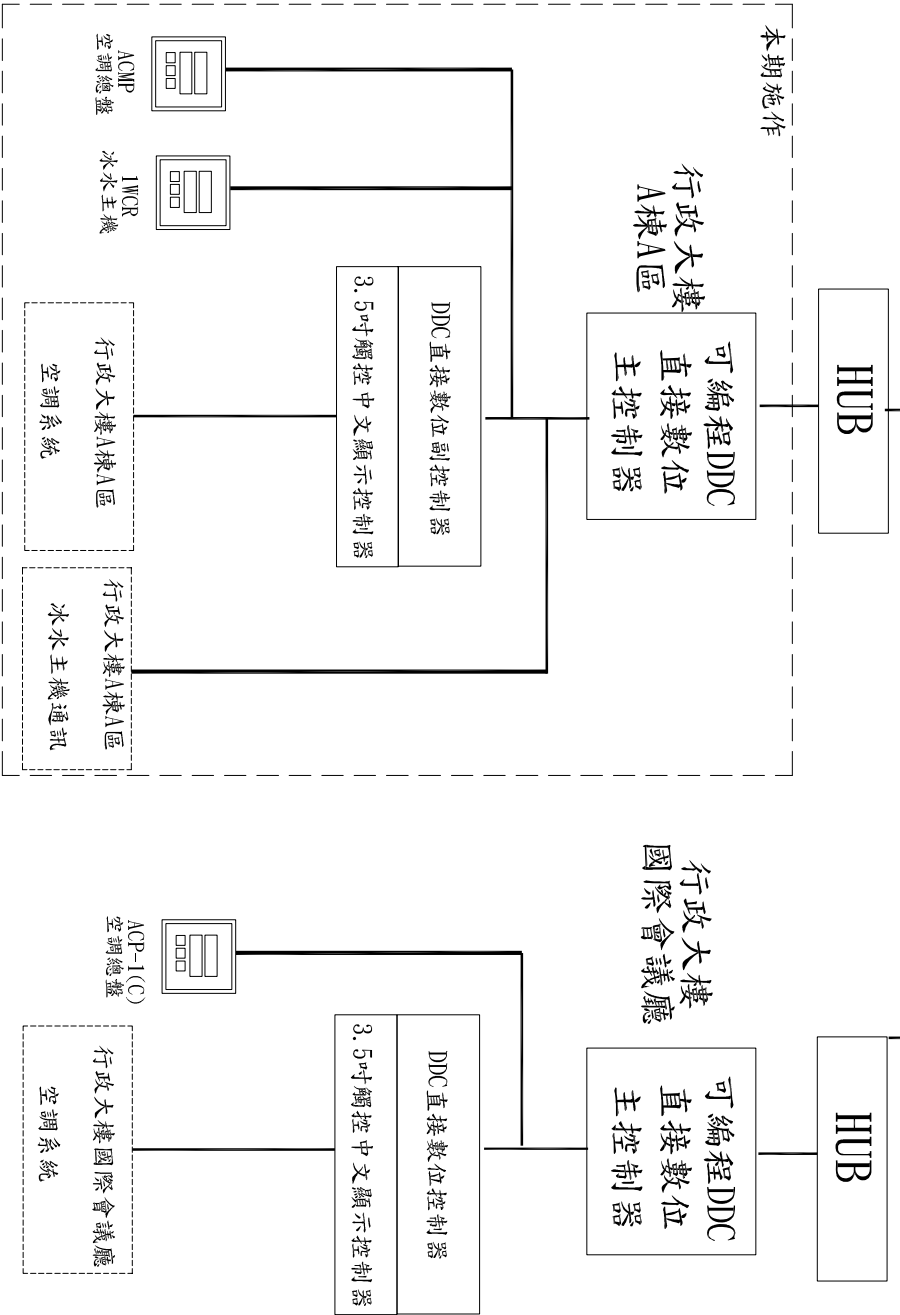 本期施作
HUB
行政大樓
A棟A區
可編程DDC
直接數位
主控制器
ACMP
空調總盤
1WCR
冰水主機
DDC直接數位副控制器
3.5吋觸控中文顯示控制器
行政大樓A棟A區
空調系統
行政大樓A棟A區
冰水主機通訊
HUB
行政大樓
國際會議廳
可編程DDC
直接數位
主控制器
ACP-1(C)
空調總盤
DDC直接數位控制器
3.5吋觸控中文顯示控制器
行政大樓國際會議廳
空調系統